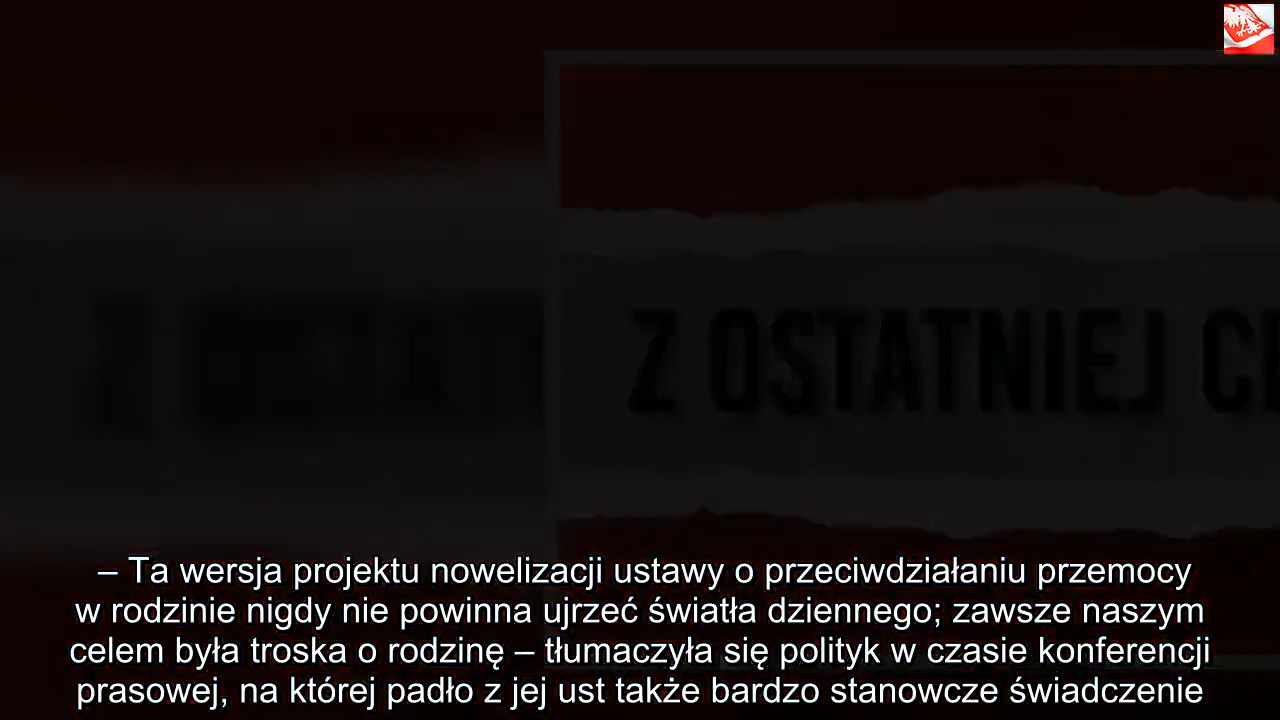 Z OSTATNIEJ
– Ta wersja projektu nowelizacji ustawy o przeciwdziałaniu przemocy
w rodzinie nigdy nie powinna ujrzeć światła dziennego; zawsze naszym
celem była troska o rodzinę – tłumaczyła się polityk w czasie konferencji
prasowej, na której padło z jej ust także bardzo stanowcze świadczenie